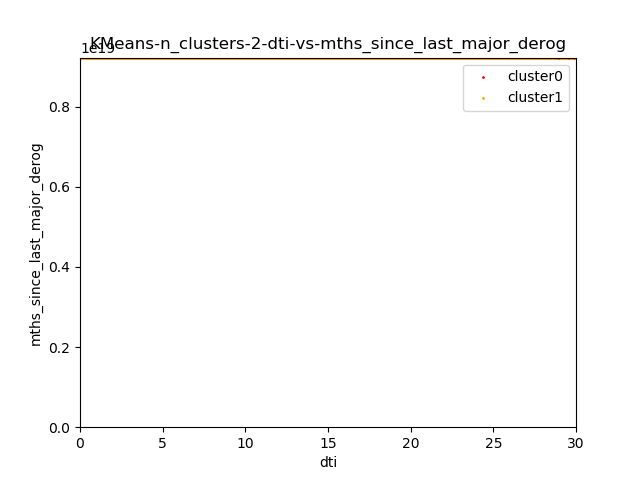 KMeans-n_clusters-2-dti-vs-mths_since_last_major_derog
1e19
cluster0
cluster1
0.8
0.6
0.4
0.2
0.0
mths_since_last_major_derog
0 5 10 15 20 25 30
dti